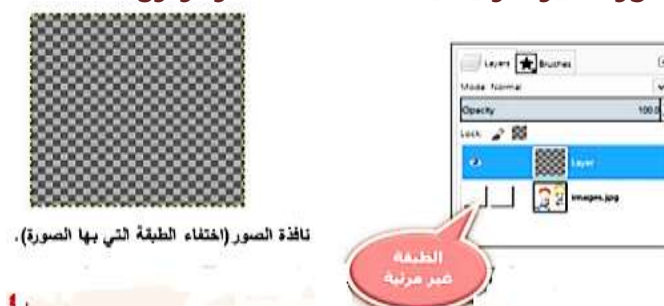 Layers Brushes
Mode: Normal
Opacity 100.0
Lock:
Layer
images.jpg
نافذة الصور (اختفاء الطبقة التي بها الصورة).
الطبقة
غير مرئية